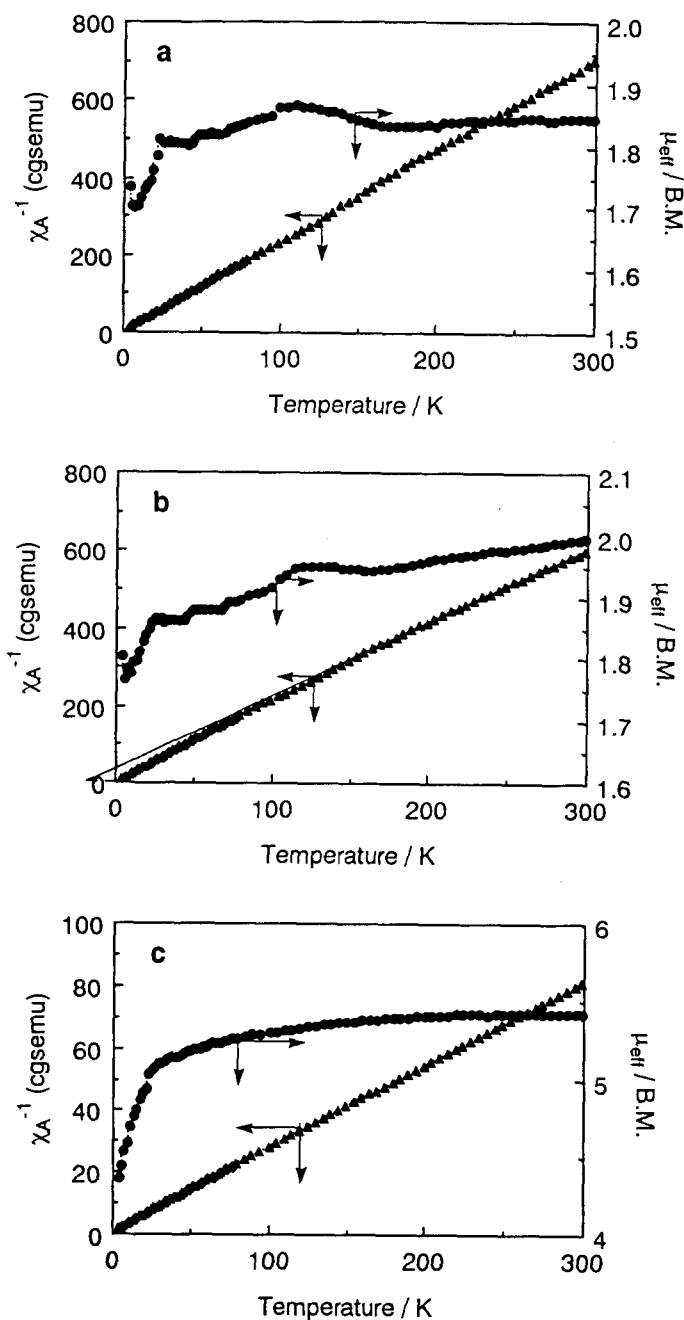 a
800
600
400
200
0
χA⁻¹ (cgsemu)
2.0
1.9
1.8
1.7
1.6
1.5
μeff / B.M.
0 100 200 300
Temperature / K
b
800
600
400
200
0
χA⁻¹ (cgsemu)
2.1
2.0
1.9
1.8
1.7
1.6
μeff / B.M.
0 100 200 300
Temperature / K
c
100
80
60
40
20
0
χA⁻¹ (cgsemu)
6
5
4
μeff / B.M.
0 100 200 300
Temperature / K